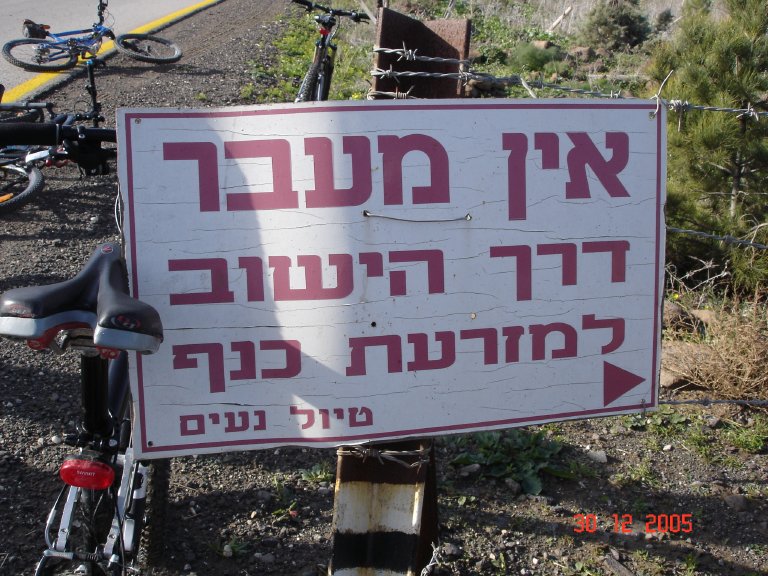 אין מעבר
דרך הישוב
למזרעת כנף
טיול נעים
30 12 2005